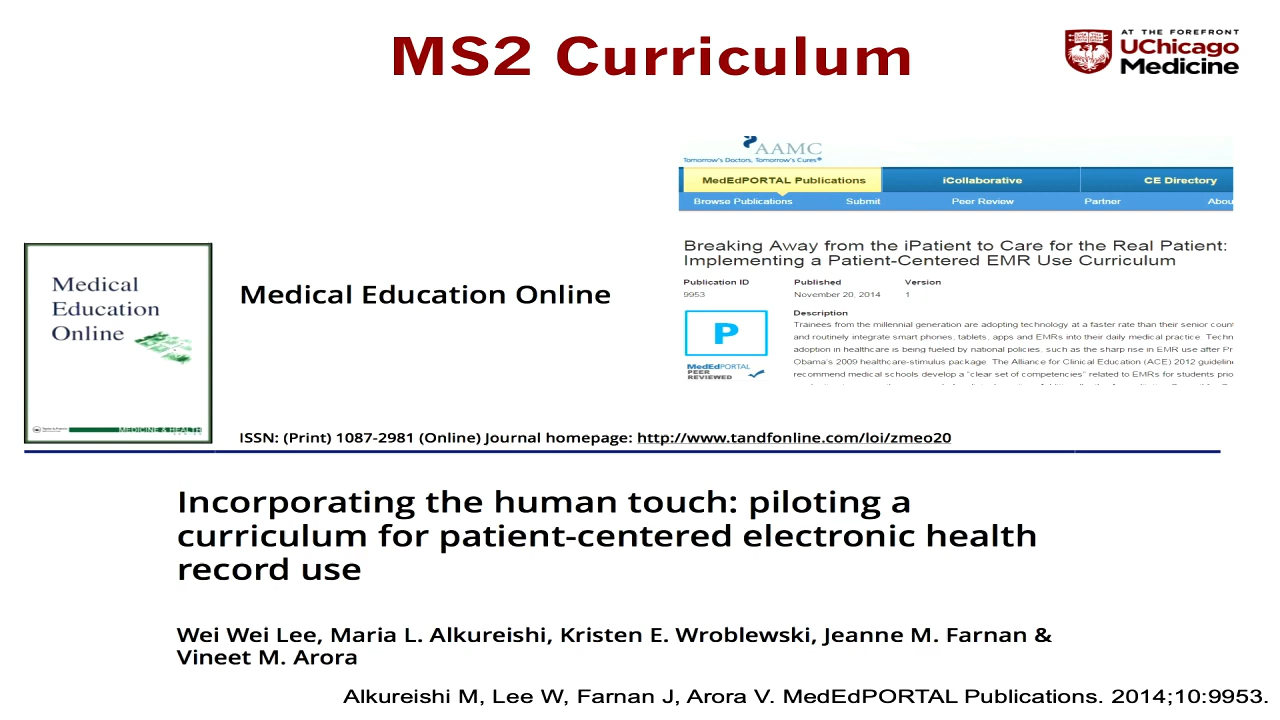 MS2 Curriculum
AT THE FOREFRONT
UChicago
Medicine
AAMC
Tomorrow's Doctors, Tomorrow's Cures®
MedEdPORTAL Publications
iCollaborative
CE Directory
Browse Publications
Submit
Peer Review
Partner
Abou
Breaking Away from the iPatient to Care for the Real Patient:
Implementing a Patient-Centered EMR Use Curriculum
Publication ID
Published
Version
9953
November 20, 2014
1
Description
Trainees from the millennial generation are adopting technology at a faster rate than their senior coun
and routinely integrate smart phones, tablets, apps and EMRs into their daily medical practice. Techn
adoption in healthcare is being fueled by national policies, such as the sharp rise in EMR use after Pr
Obama's 2009 healthcare-stimulus package. The Alliance for Clinical Education (ACE) 2012 guideline
recommend medical schools develop a "clear set of competencies" related to EMRs for students prio
P
MedEdPORTAL
PEER
REVIEWED
Medical
Education
Online
MEDICINE & HEALTH
Medical Education Online
ISSN: (Print) 1087-2981 (Online) Journal homepage: http://www.tandfonline.com/loi/zmeo20
Incorporating the human touch: piloting a
curriculum for patient-centered electronic health
record use
Wei Wei Lee, Maria L. Alkureishi, Kristen E. Wroblewski, Jeanne M. Farnan &
Vineet M. Arora
Alkureishi M, Lee W, Farnan J, Arora V. MedEdPORTAL Publications. 2014;10:9953.